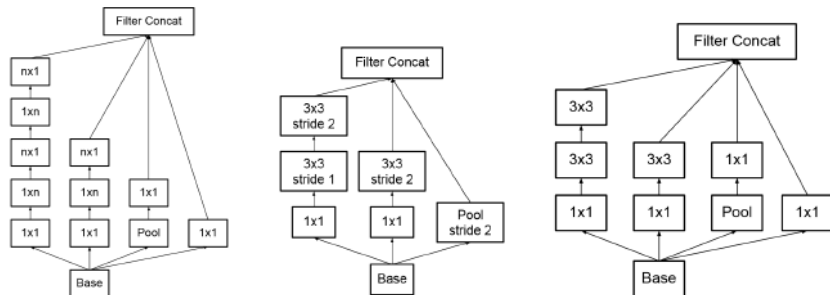 Filter Concat
nx1
1xn
nx1
nx1
1xn
1xn
1x1
1x1
1x1
Pool
1x1
Base
Filter Concat
3x3
stride 2
3x3
stride 1
3x3
stride 2
1x1
1x1
Pool
stride 2
Base
Filter Concat
3x3
3x3
3x3
1x1
1x1
1x1
Pool
1x1
Base